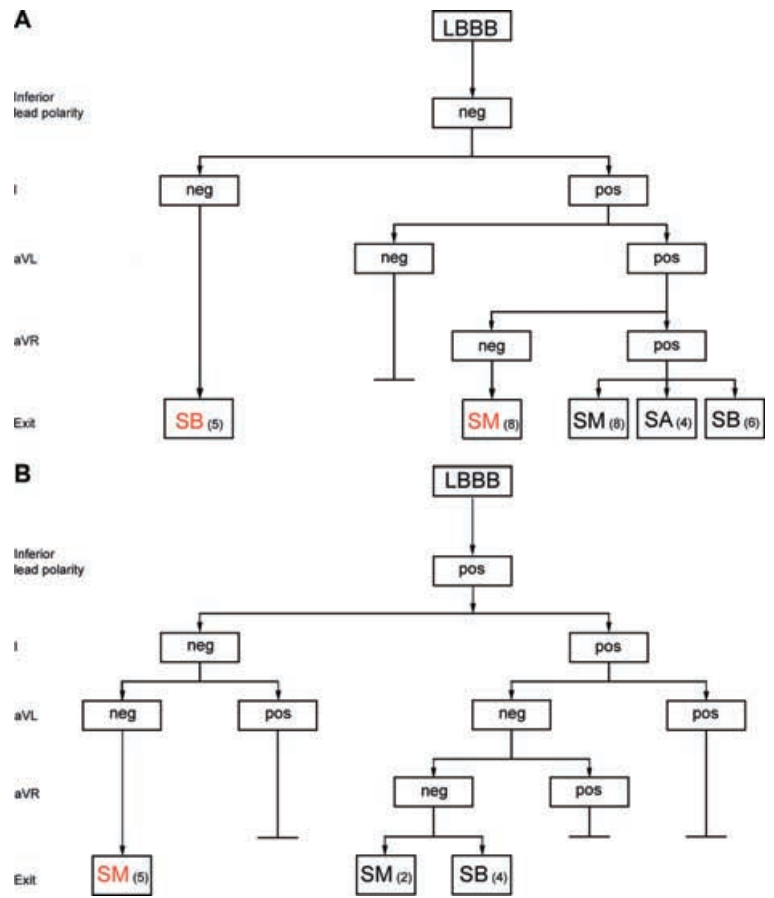 A
LBBB
Inferior
lead polarity
neg
I
neg pos
aVL
neg pos
aVR
neg pos
Exit
SB (5) SM (8) SM (8) SA (4) SB (6)
B
LBBB
Inferior
lead polarity
pos
I
neg pos
aVL
neg pos neg pos
aVR
neg pos
Exit
SM (5) SM (2) SB (4)